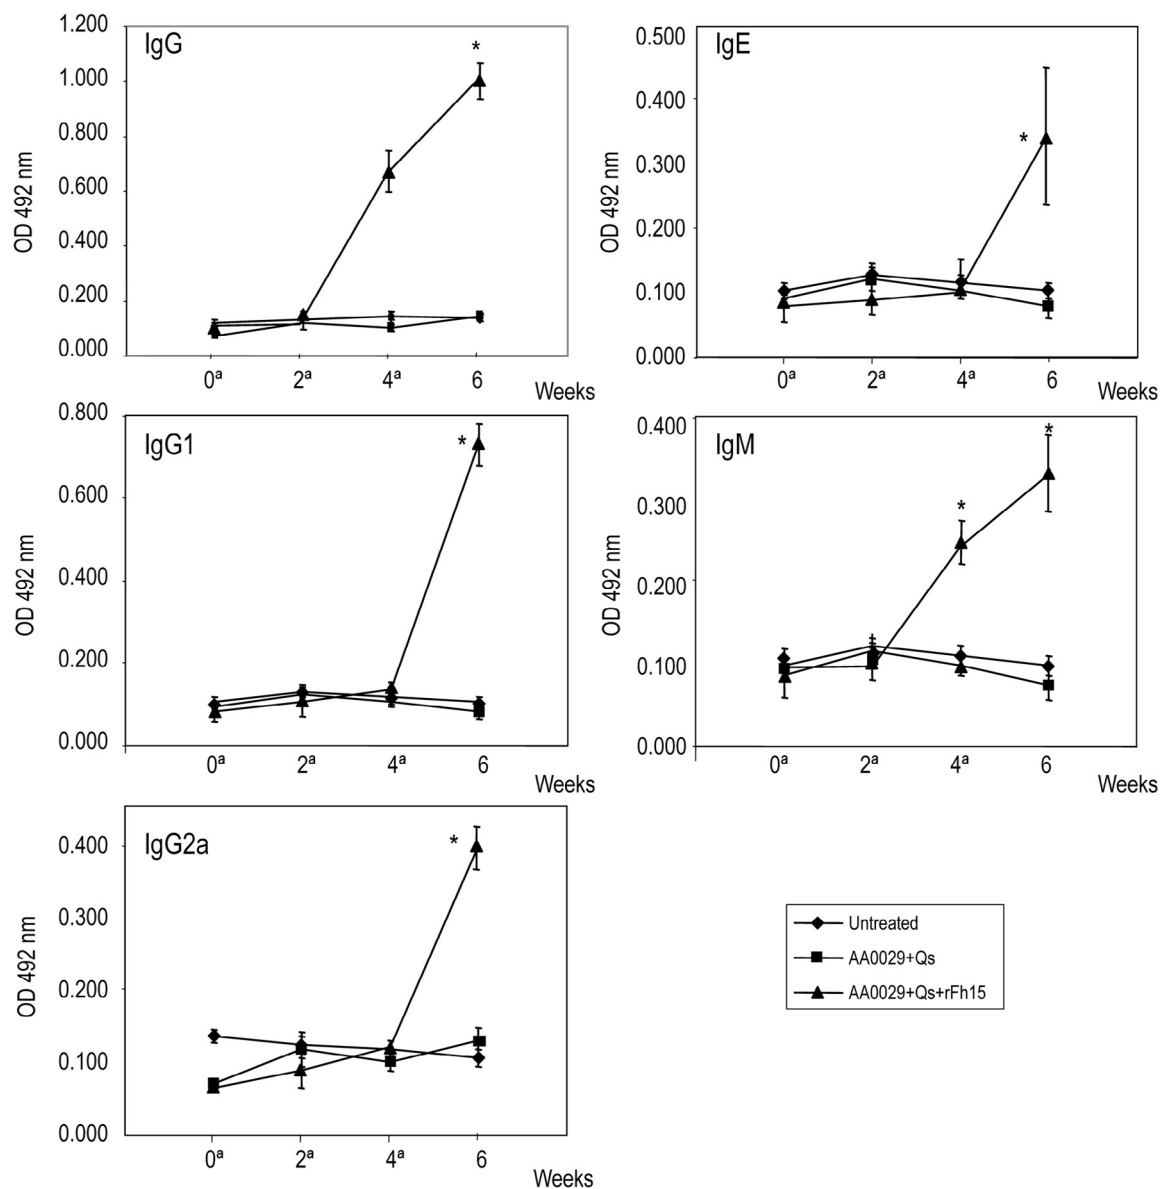 IgG
*
1.200
1.000
0.800
0.600
0.400
0.200
0.000
OD 492 nm
0ª 2ª 4ª 6
Weeks
IgE
*
0.500
0.400
0.300
0.200
0.100
0.000
OD 492 nm
0ª 2ª 4ª 6
Weeks
IgG1
*
0.800
0.600
0.400
0.200
0.000
OD 492 nm
0ª 2ª 4ª 6
Weeks
IgM
* *
0.400
0.300
0.200
0.100
0.000
OD 492 nm
0ª 2ª 4ª 6
Weeks
IgG2a
*
0.400
0.300
0.200
0.100
0.000
OD 492 nm
0ª 2ª 4ª 6
Weeks
Untreated
AA0029+Qs
AA0029+Qs+rFh15